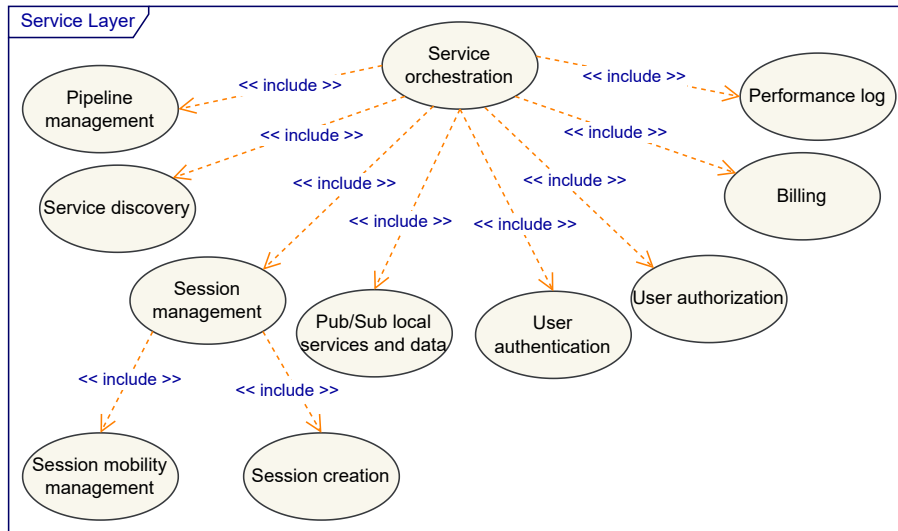 Service Layer
Service
orchestration
<< include >>
<< include >>
Pipeline
management
Performance log
<< include >>
<< include >>
Service discovery
Billing
<< include >>
<< include >>
<< include >>
<< include >>
Session
management
User authorization
Pub/Sub local
services and data
User
authentication
<< include >>
<< include >>
Session mobility
management
Session creation